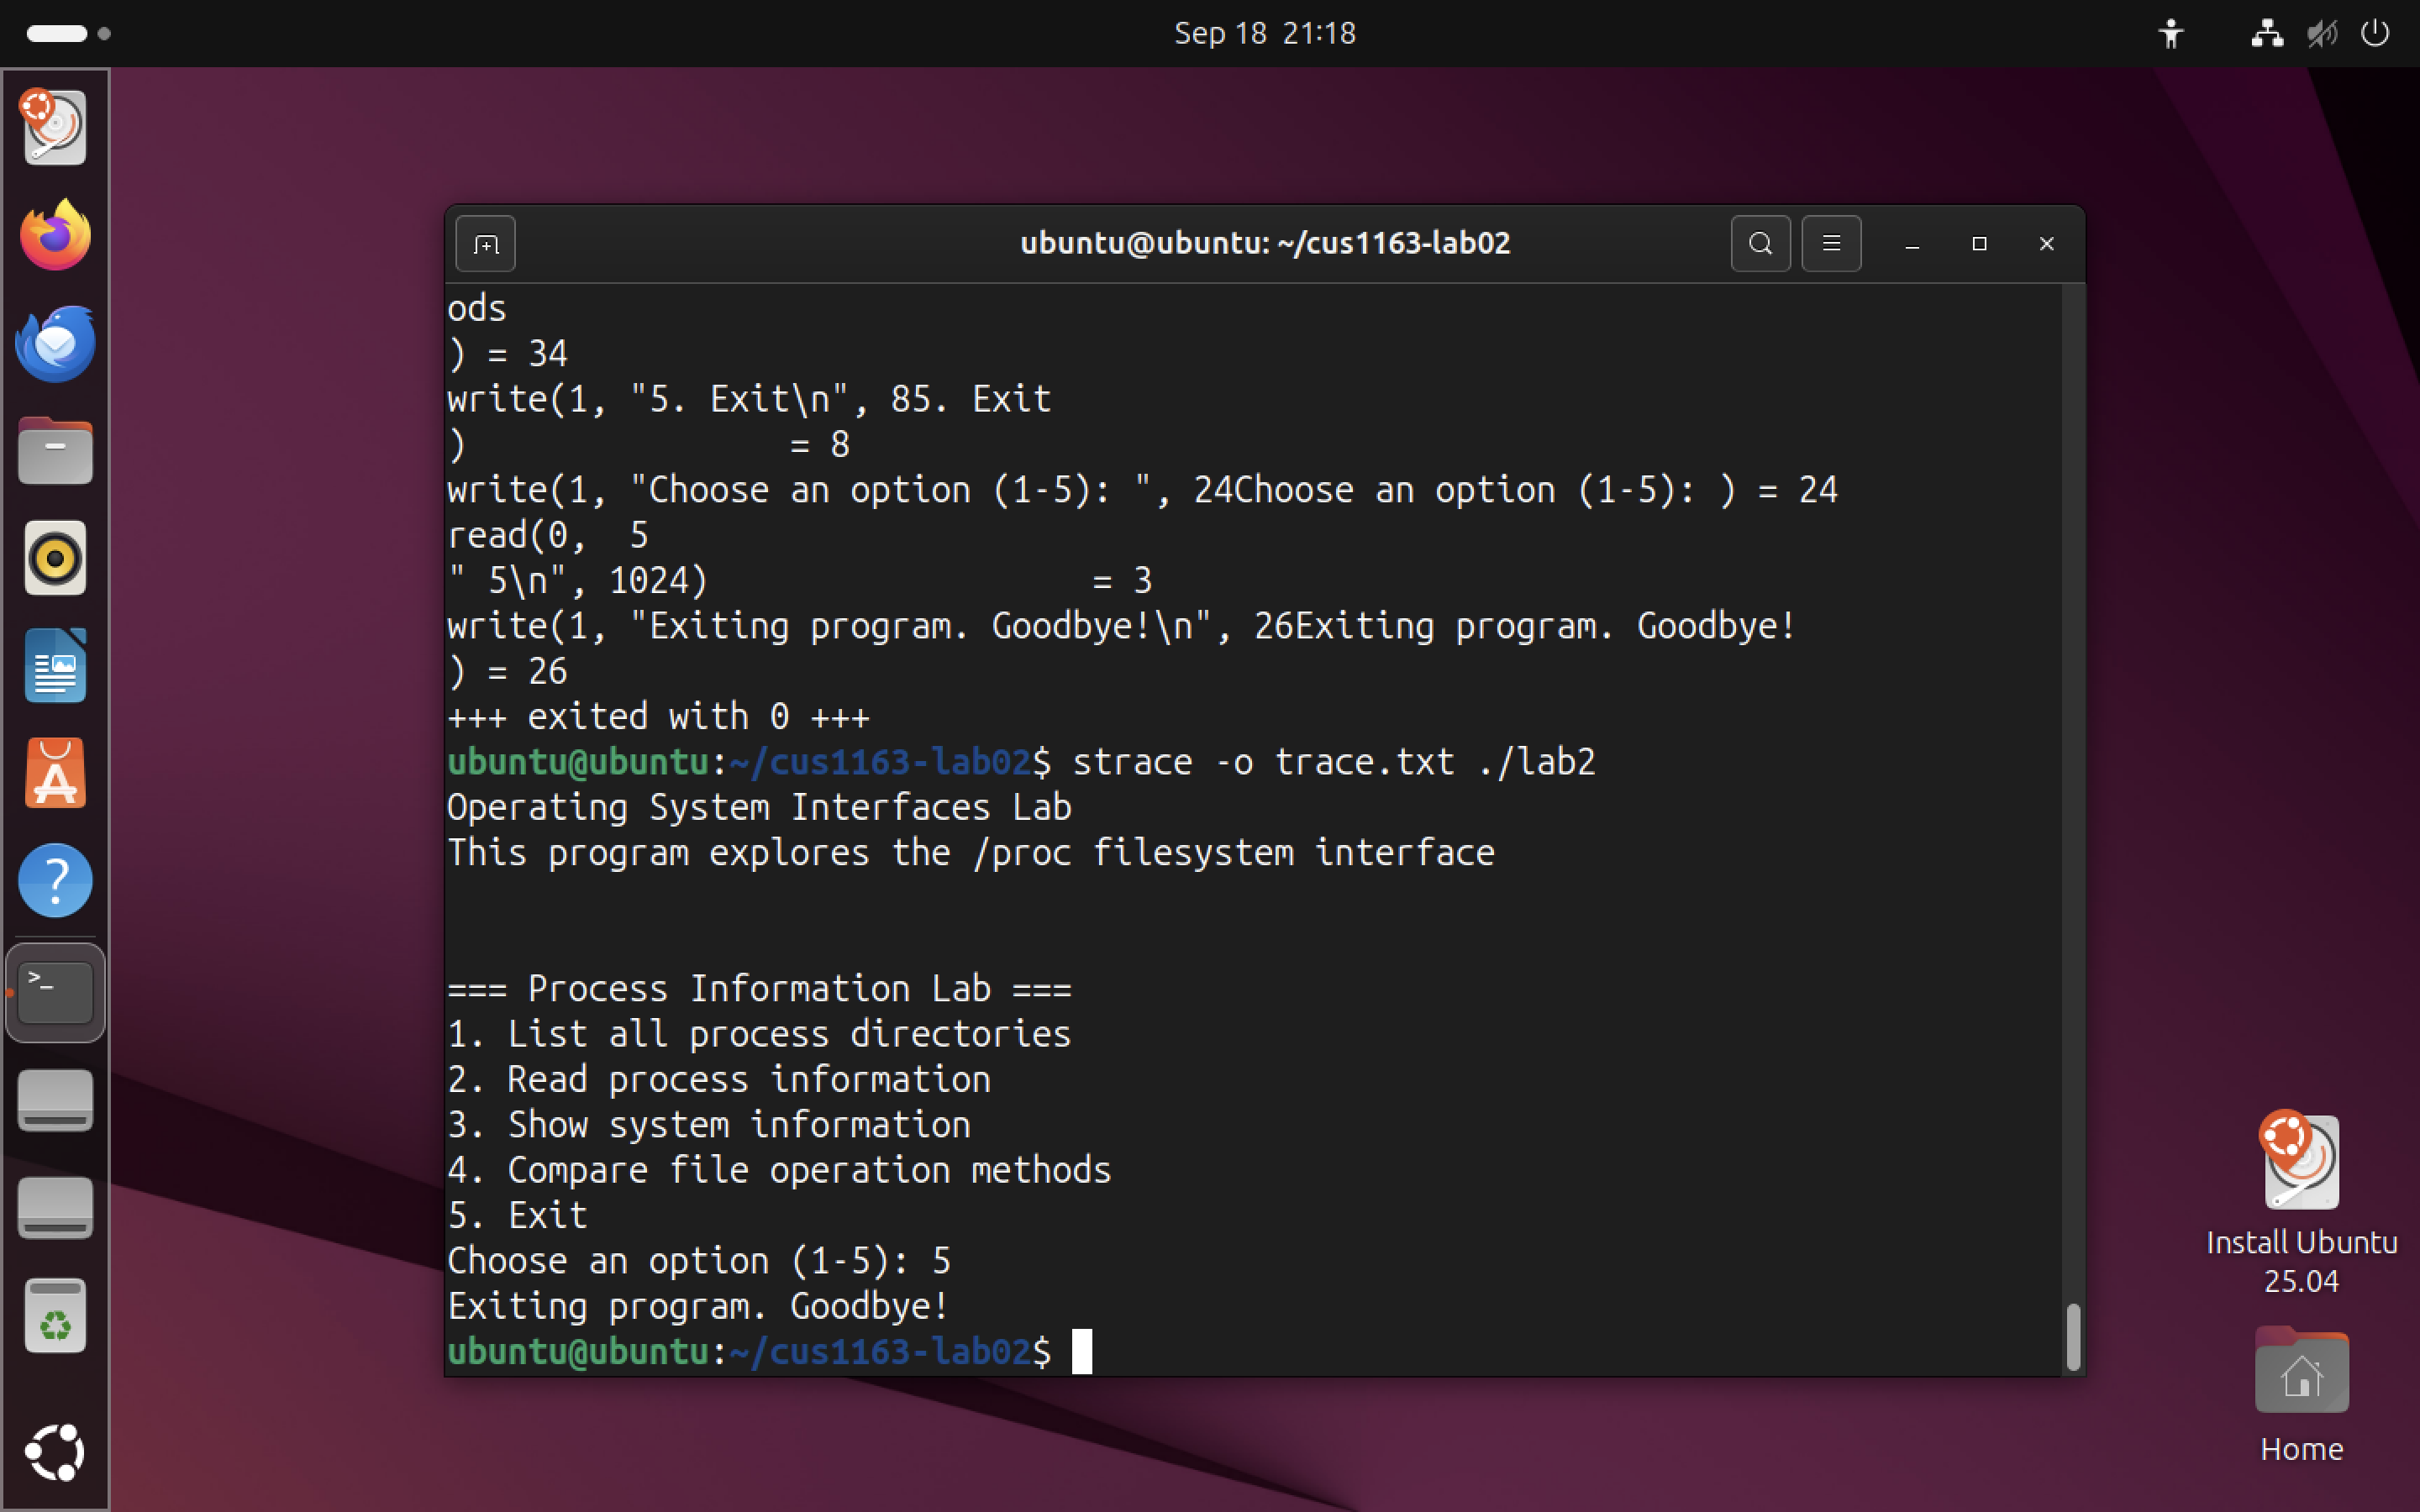 Sep 18  21:18
ubuntu@ubuntu: ~/cus1163-lab02
ods
) = 34
write(1, "5. Exit\n", 85. Exit
)                = 8
write(1, "Choose an option (1-5): ", 24Choose an option (1-5): ) = 24
read(0,  5
" 5\n", 1024)                   = 3
write(1, "Exiting program. Goodbye!\n", 26Exiting program. Goodbye!
) = 26
+++ exited with 0 +++
ubuntu@ubuntu:~/cus1163-lab02$ strace -o trace.txt ./lab2
Operating System Interfaces Lab
This program explores the /proc filesystem interface
=== Process Information Lab ===
1. List all process directories
2. Read process information
3. Show system information
4. Compare file operation methods
5. Exit
Choose an option (1-5): 5
Exiting program. Goodbye!
ubuntu@ubuntu:~/cus1163-lab02$
Install Ubuntu
25.04
Home